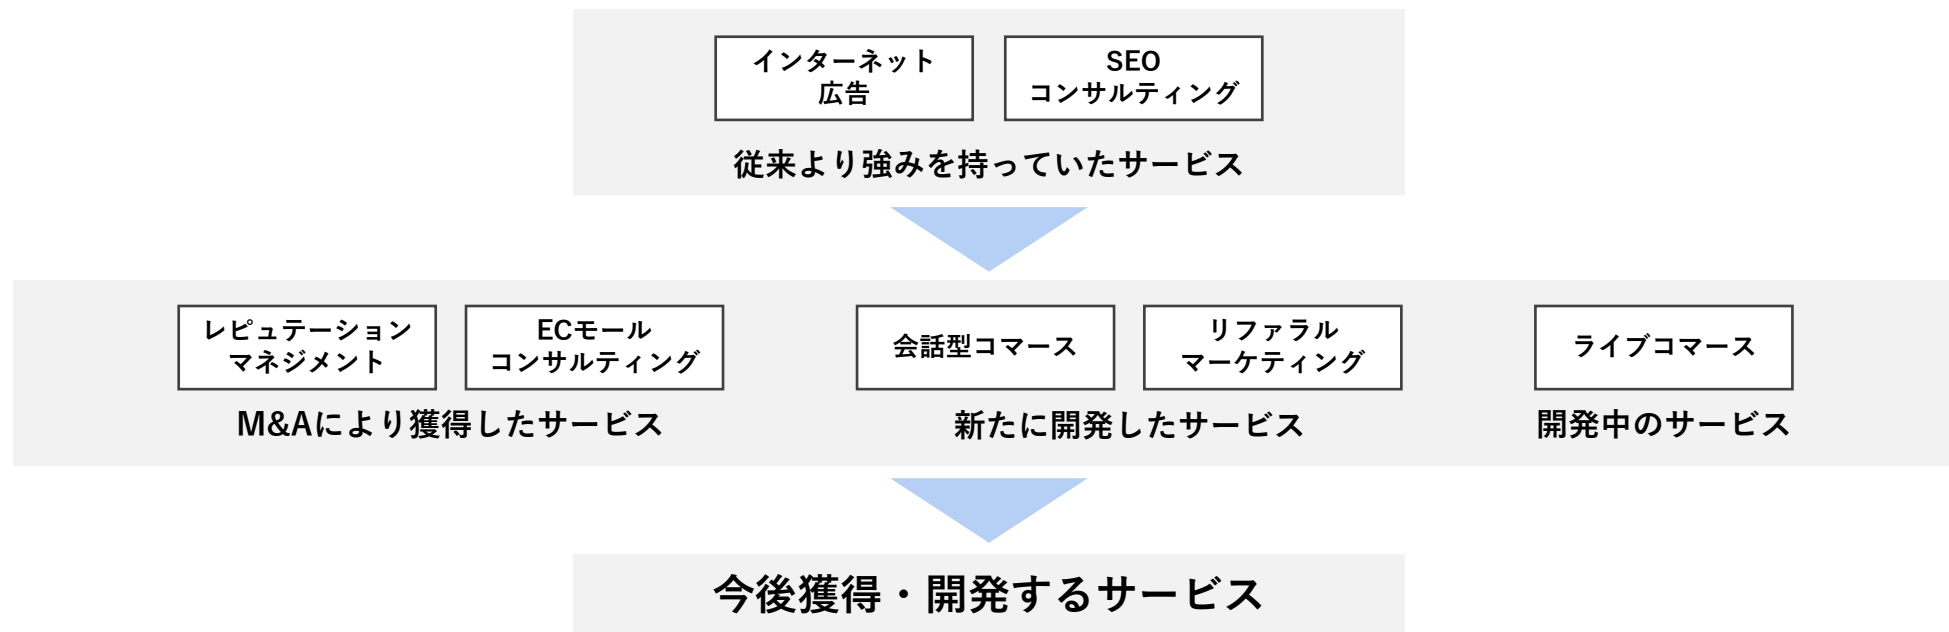 インターネット
広告
SEO
コンサルティング
従来より強みを持っていたサービス
レピュテーション
マネジメント
ECモール
コンサルティング
会話型コマース
リファラル
マーケティング
ライブコマース
M&Aにより獲得したサービス
新たに開発したサービス
開発中のサービス
今後獲得・開発するサービス